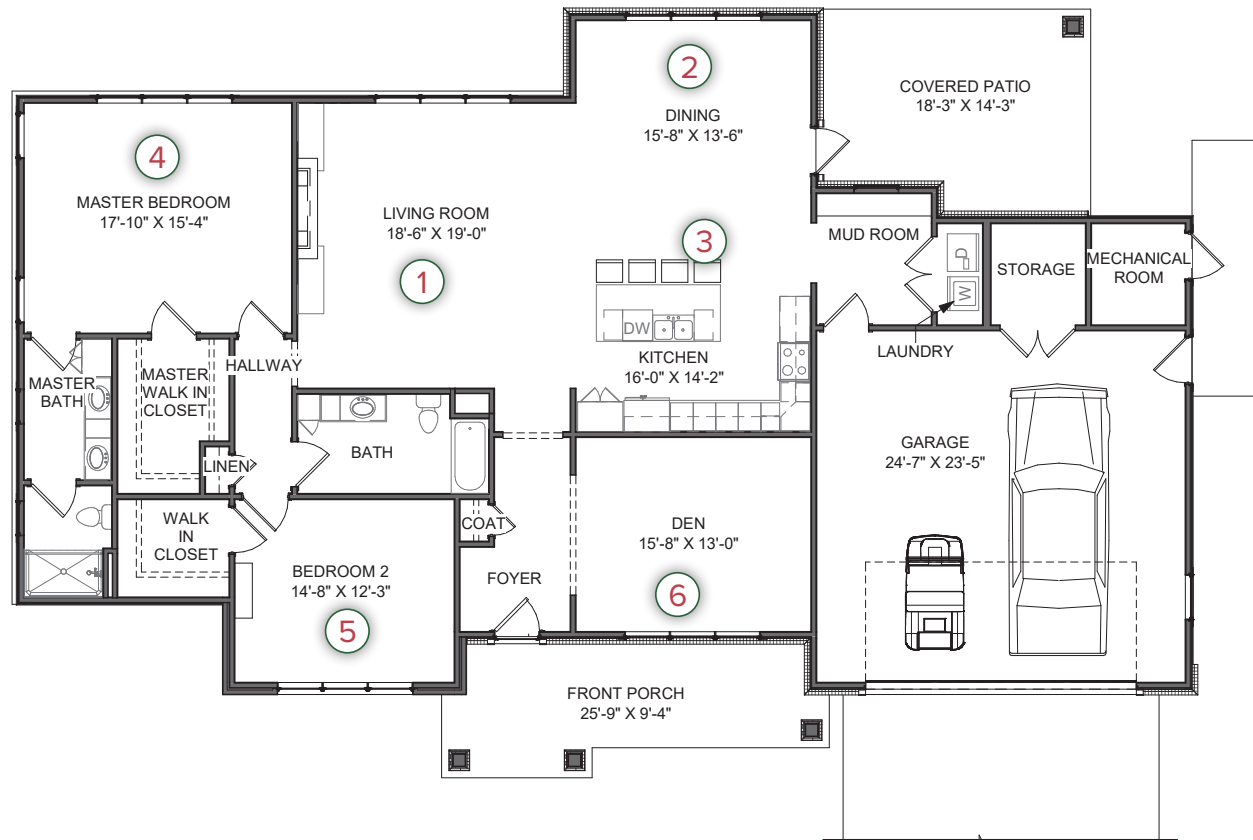 2
DINING
15'-8" X 13'-6"
COVERED PATIO
18'-3" X 14'-3"
4
MASTER BEDROOM
17'-10" X 15'-4"
LIVING ROOM
18'-6" X 19'-0"
1
3
MUD ROOM
D
W
STORAGE
MECHANICAL
ROOM
LAUNDRY
DW
KITCHEN
16'-0" X 14'-2"
HALLWAY
MASTER
BATH
MASTER
WALK IN
CLOSET
LINEN
BATH
GARAGE
24'-7" X 23'-5"
WALK
IN
CLOSET
COAT
DEN
15'-8" X 13'-0"
6
FOYER
BEDROOM 2
14'-8" X 12'-3"
5
FRONT PORCH
25'-9" X 9'-4"